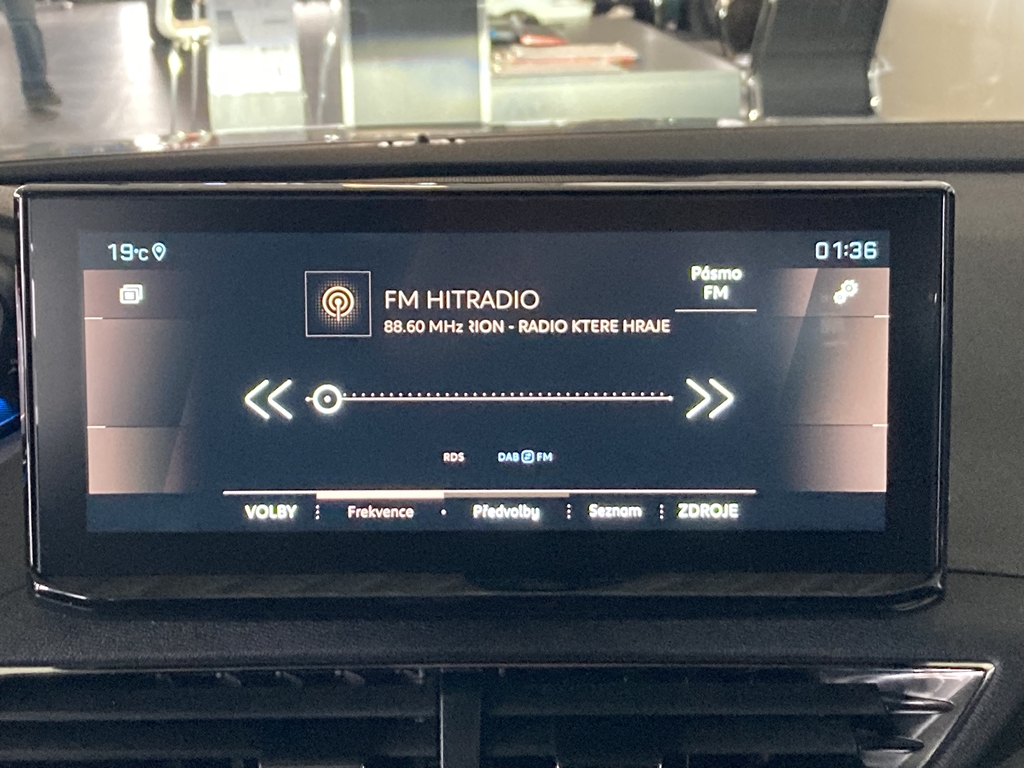 19°C
01:36
Pásmo
FM
FM HITRADIO
88.60 MHz RION - RADIO KTERE HRAJE
RDS DAB FM
VOLBY Frekvence Předvolby Seznam ZDROJE